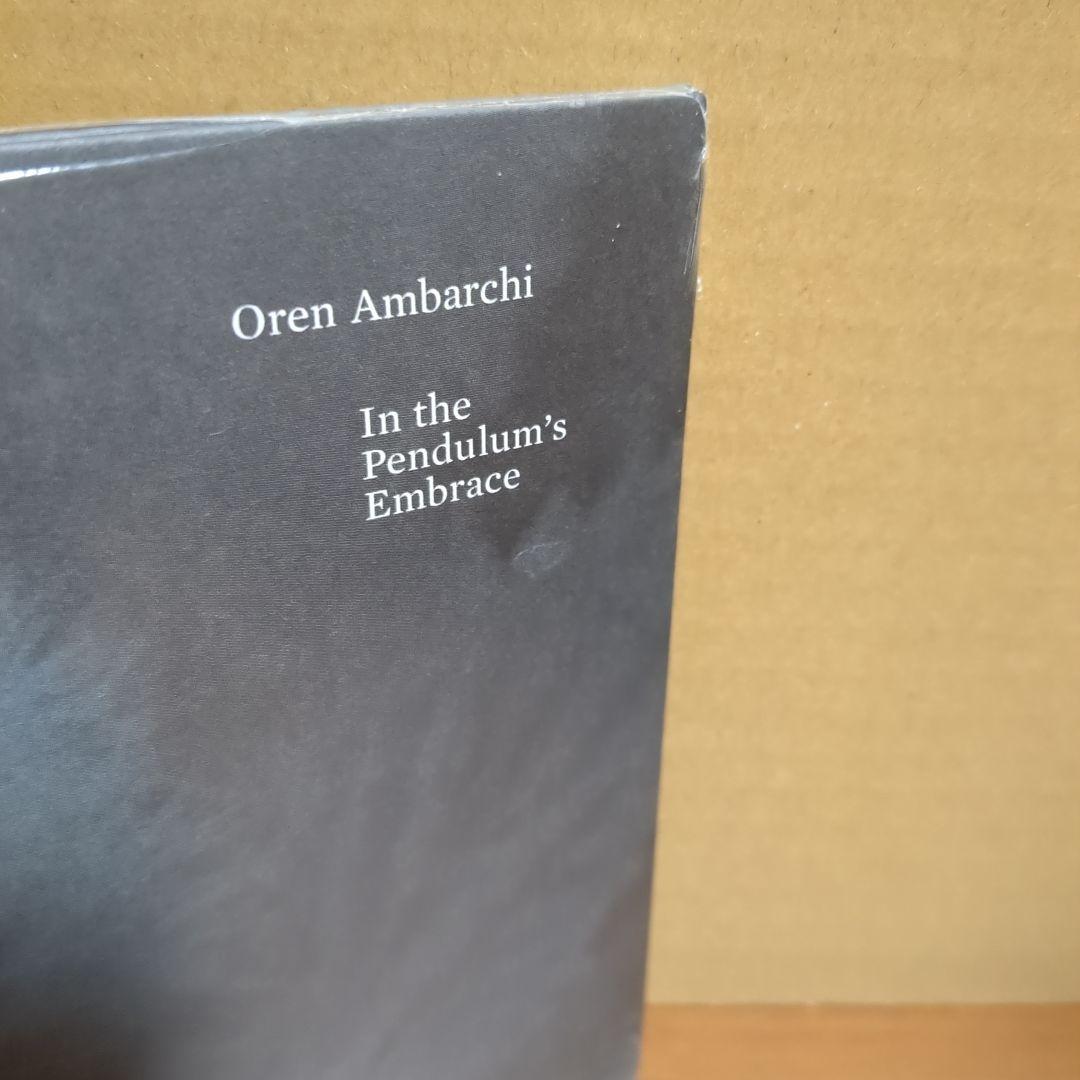 Oren Ambarchi
In the
Pendulum's
Embrace